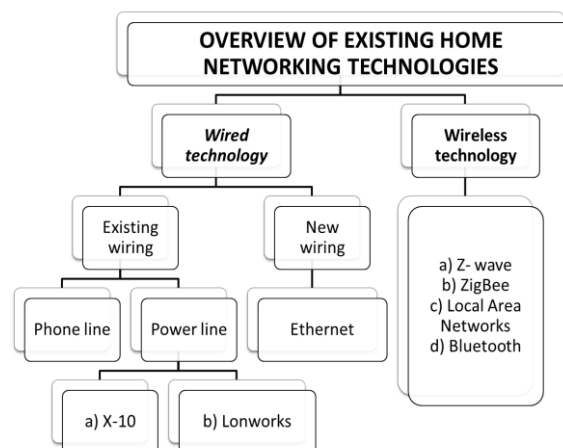 OVERVIEW OF EXISTING HOME
NETWORKING TECHNOLOGIES
Wired
technology
Wireless
technology
Existing
wiring
New
wiring
a) Z- wave
b) ZigBee
c) Local Area
Networks
d) Bluetooth
Phone line
Power line
Ethernet
a) X-10
b) Lonworks